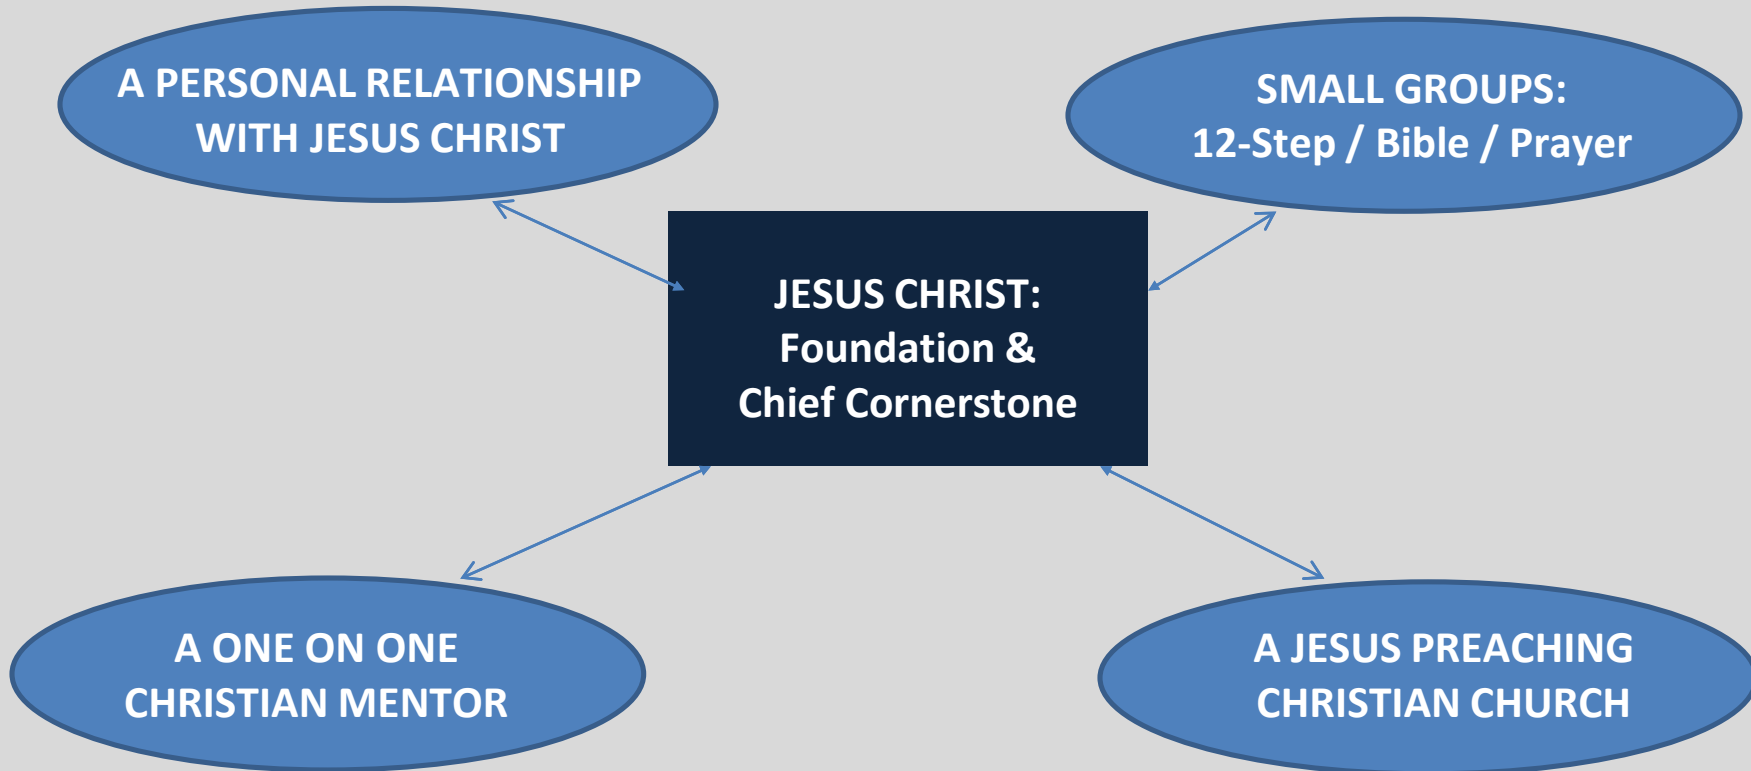 A PERSONAL RELATIONSHIP
WITH JESUS CHRIST
SMALL GROUPS:
12-Step / Bible / Prayer
JESUS CHRIST:
Foundation &
Chief Cornerstone
A ONE ON ONE
CHRISTIAN MENTOR
A JESUS PREACHING
CHRISTIAN CHURCH